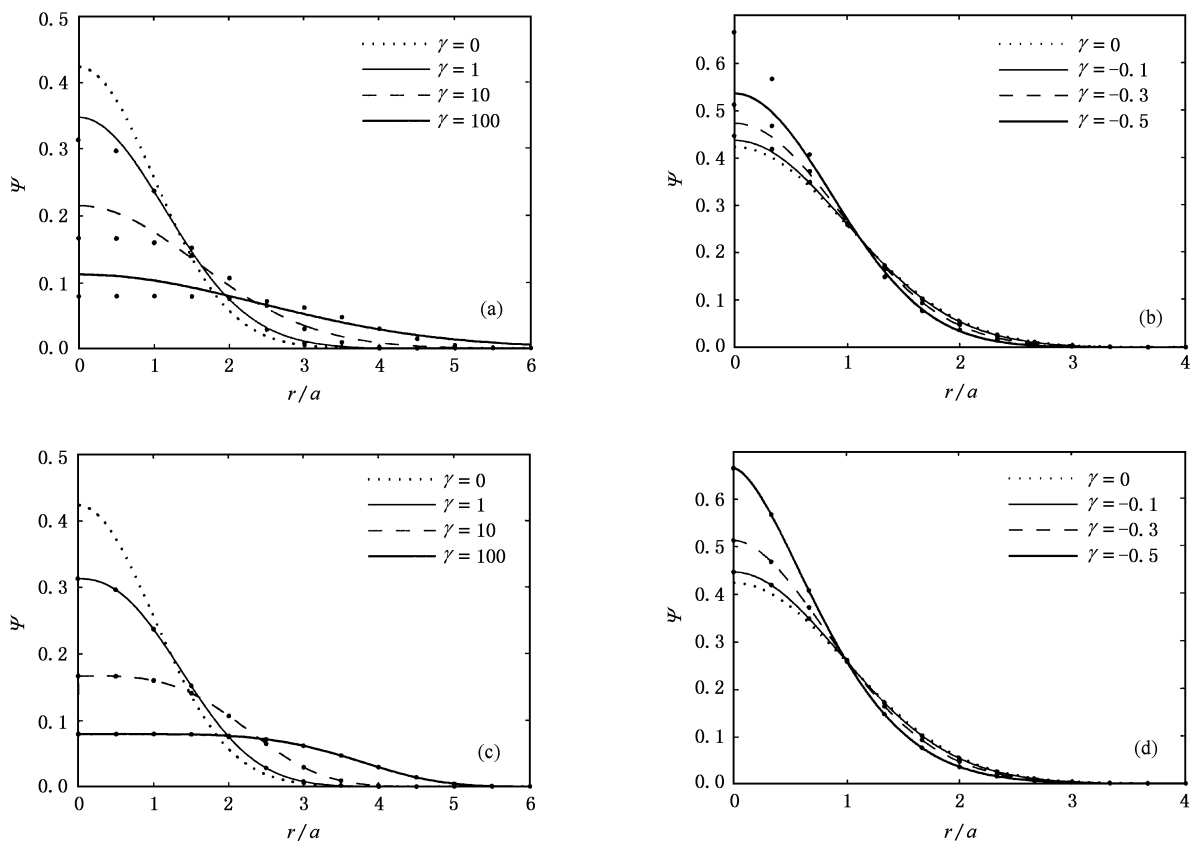 0.5
0.4
0.3
0.2
0.1
0.0
Ψ
0 1 2 3 4 5 6
r/a
γ = 0
γ = 1
γ = 10
γ = 100
(a)
0.6
0.5
0.4
0.3
0.2
0.1
0.0
Ψ
0 1 2 3 4
r/a
γ = 0
γ = −0.1
γ = −0.3
γ = −0.5
(b)
0.5
0.4
0.3
0.2
0.1
0.0
Ψ
0 1 2 3 4 5 6
r/a
γ = 0
γ = 1
γ = 10
γ = 100
(c)
0.6
0.5
0.4
0.3
0.2
0.1
0.0
Ψ
0 1 2 3 4
r/a
γ = 0
γ = −0.1
γ = −0.3
γ = −0.5
(d)